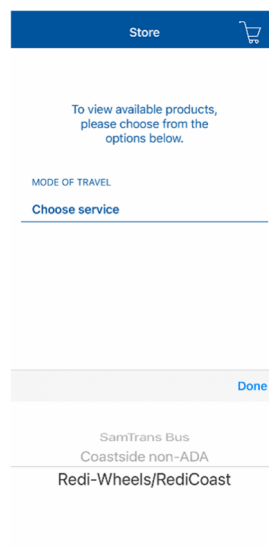 Store
To view available products,
please choose from the
options below.
MODE OF TRAVEL
Choose service
Done
SamTrans Bus
Coastside non-ADA
Redi-Wheels/RediCoast